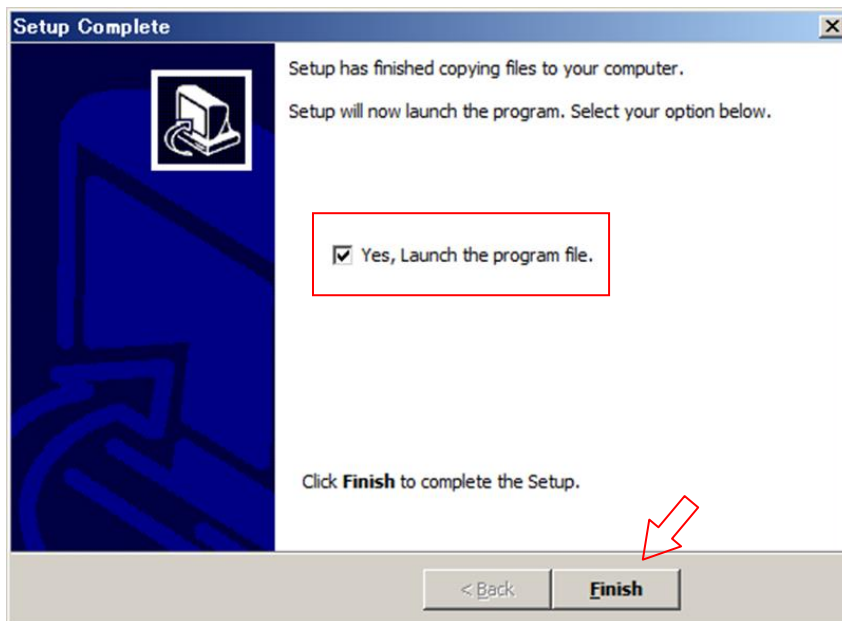 Setup Complete
Setup has finished copying files to your computer.
Setup will now launch the program. Select your option below.
Yes, Launch the program file.
Click Finish to complete the Setup.
< Back
Finish